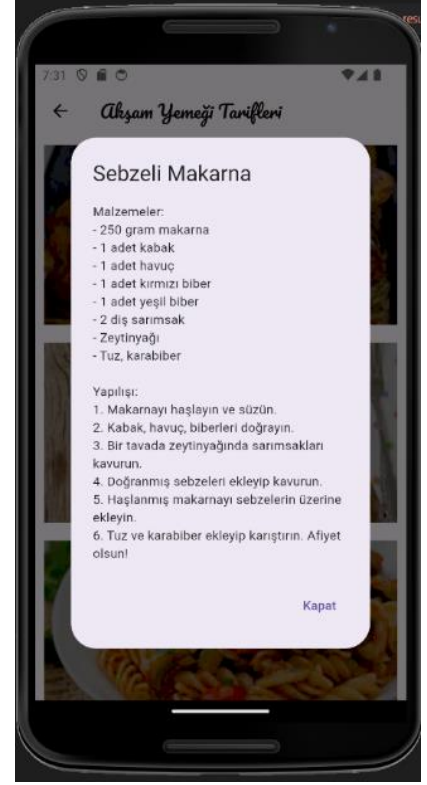 resu
7:31
Akşam Yemeği Tarifleri
Sebzeli Makarna
Malzemeler:
- 250 gram makarna
- 1 adet kabak
- 1 adet havuç
- 1 adet kırmızı biber
- 1 adet yeşil biber
- 2 diş sarımsak
- Zeytinyağı
- Tuz, karabiber
Yapılışı:
1. Makarnayı haşlayın ve süzün.
2. Kabak, havuç, biberleri doğrayın.
3. Bir tavada zeytinyağında sarımsakları
kavurun.
4. Doğranmış sebzeleri ekleyip kavurun.
5. Haşlanmış makarnayı sebzelerin üzerine
ekleyin.
6. Tuz ve karabiber ekleyip karıştırın. Afiyet
olsun!
Kapat